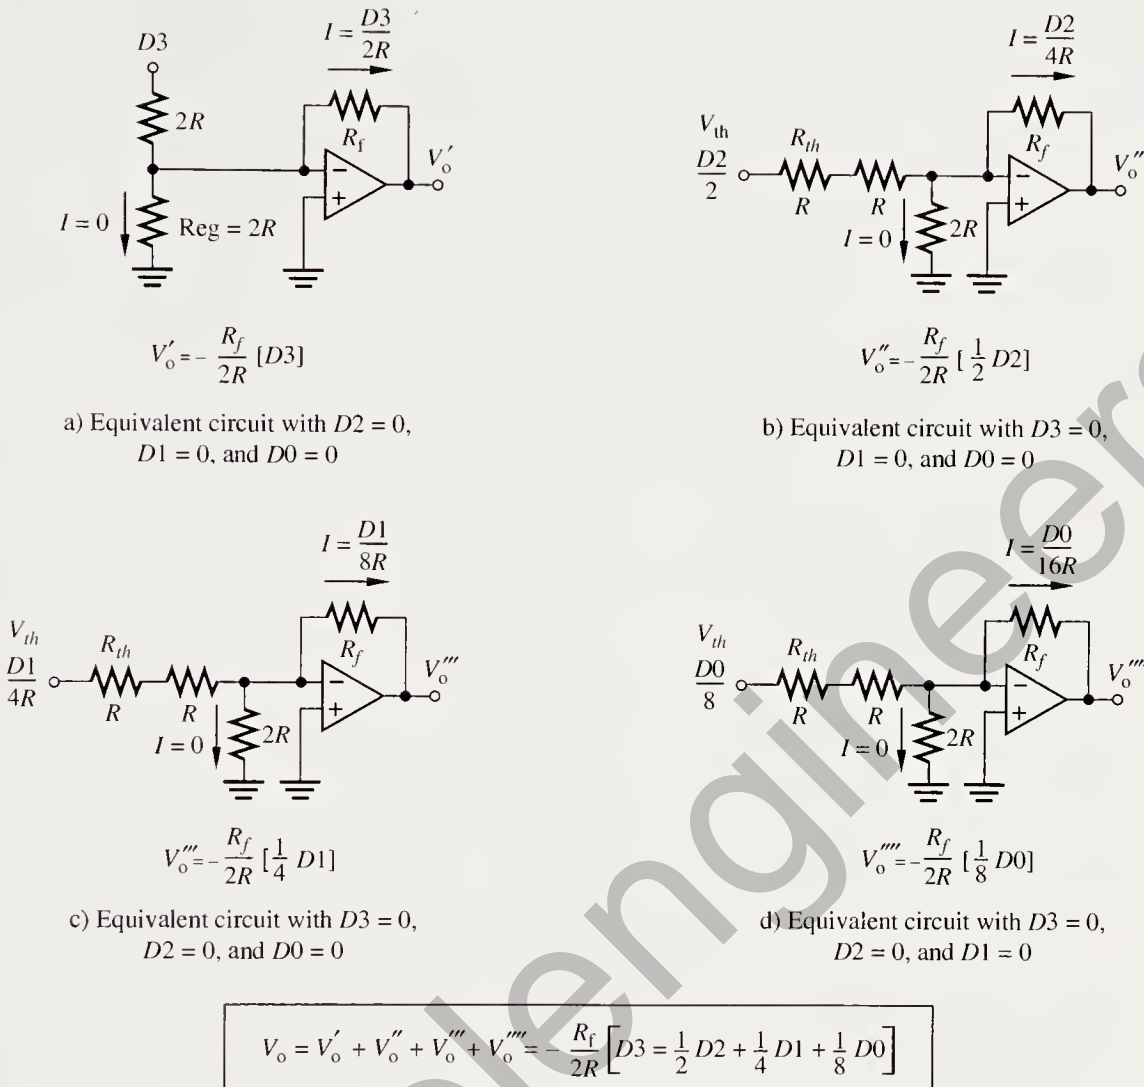 I = D3/2R
D3
2R
R_f
V_o′
I = 0
Reg = 2R
V_o′ = − R_f/2R [D3]
a) Equivalent circuit with D2 = 0,
D1 = 0, and D0 = 0
I = D2/4R
V_th
D2/2
R_th
R
R
R_f
V_o″
I = 0
2R
V_o″ = − R_f/2R [1/2 D2]
b) Equivalent circuit with D3 = 0,
D1 = 0, and D0 = 0
I = D1/8R
V_th
D1/4R
R_th
R
R
R_f
V_o‴
I = 0
2R
V_o‴ = − R_f/2R [1/4 D1]
c) Equivalent circuit with D3 = 0,
D2 = 0, and D0 = 0
I = D0/16R
V_th
D0/8
R_th
R
R
R_f
V_o⁗
I = 0
2R
V_o⁗ = − R_f/2R [1/8 D0]
d) Equivalent circuit with D3 = 0,
D2 = 0, and D1 = 0
V_o = V_o′ + V_o″ + V_o‴ + V_o⁗ = − R_f/2R [D3 = 1/2 D2 + 1/4 D1 + 1/8 D0]